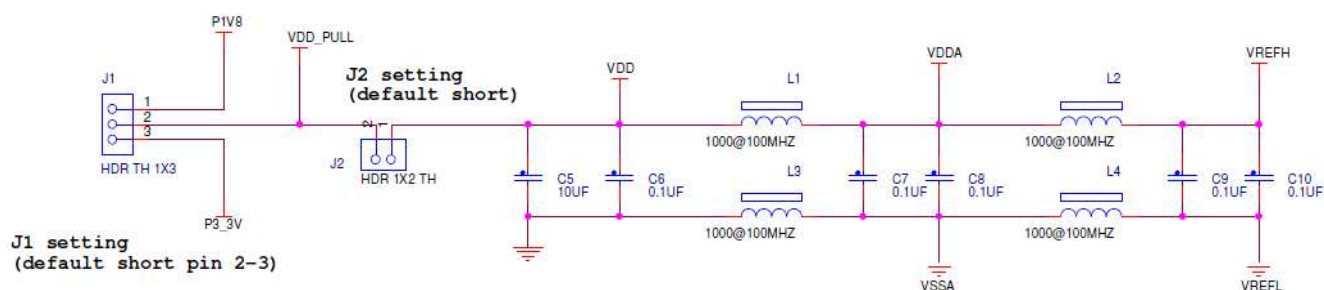 P1V8
VDD_PULL
VDD
VDDA
VREFH
J1
J2 setting
(default short)
L1
L2
1
2
3
2
1
1000@100MHZ
1000@100MHZ
HDR TH 1X3
J2
HDR 1X2 TH
C5
10UF
C6
0.1UF
L3
C7
0.1UF
C8
0.1UF
L4
C9
0.1UF
C10
0.1UF
P3_3V
1000@100MHZ
1000@100MHZ
J1 setting
(default short pin 2-3)
VSSA
VREFL